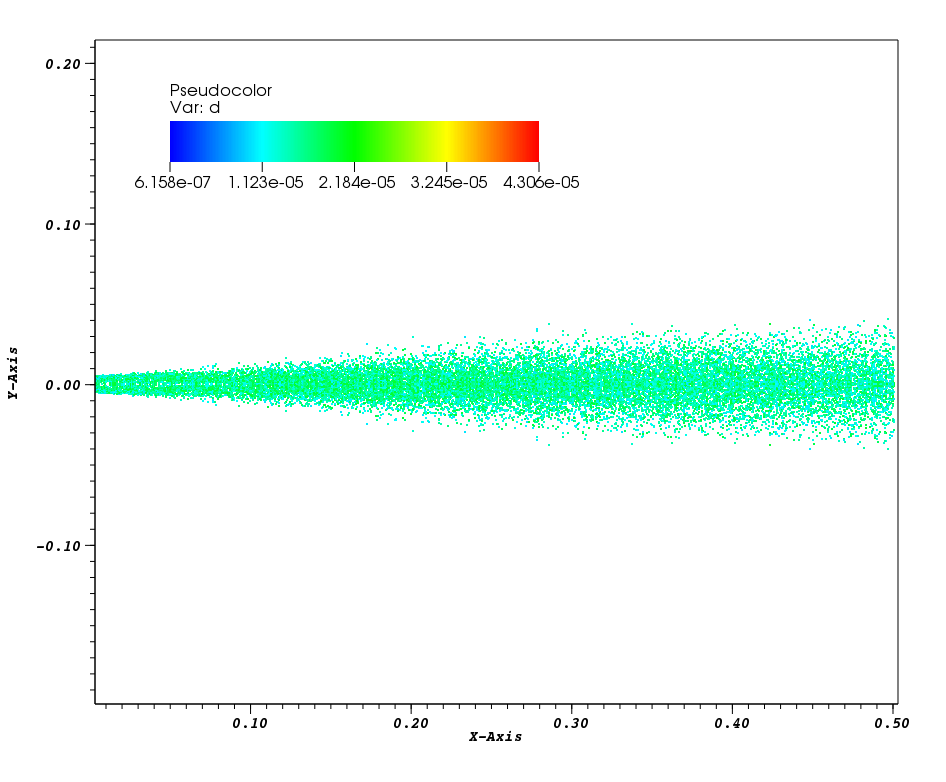 0.20
Pseudocolor
Var: d
6.158e-07 1.123e-05 2.184e-05 3.245e-05 4.306e-05
0.10
Y-Axis
0.00
-0.10
0.10 0.20 0.30 0.40 0.50
X-Axis